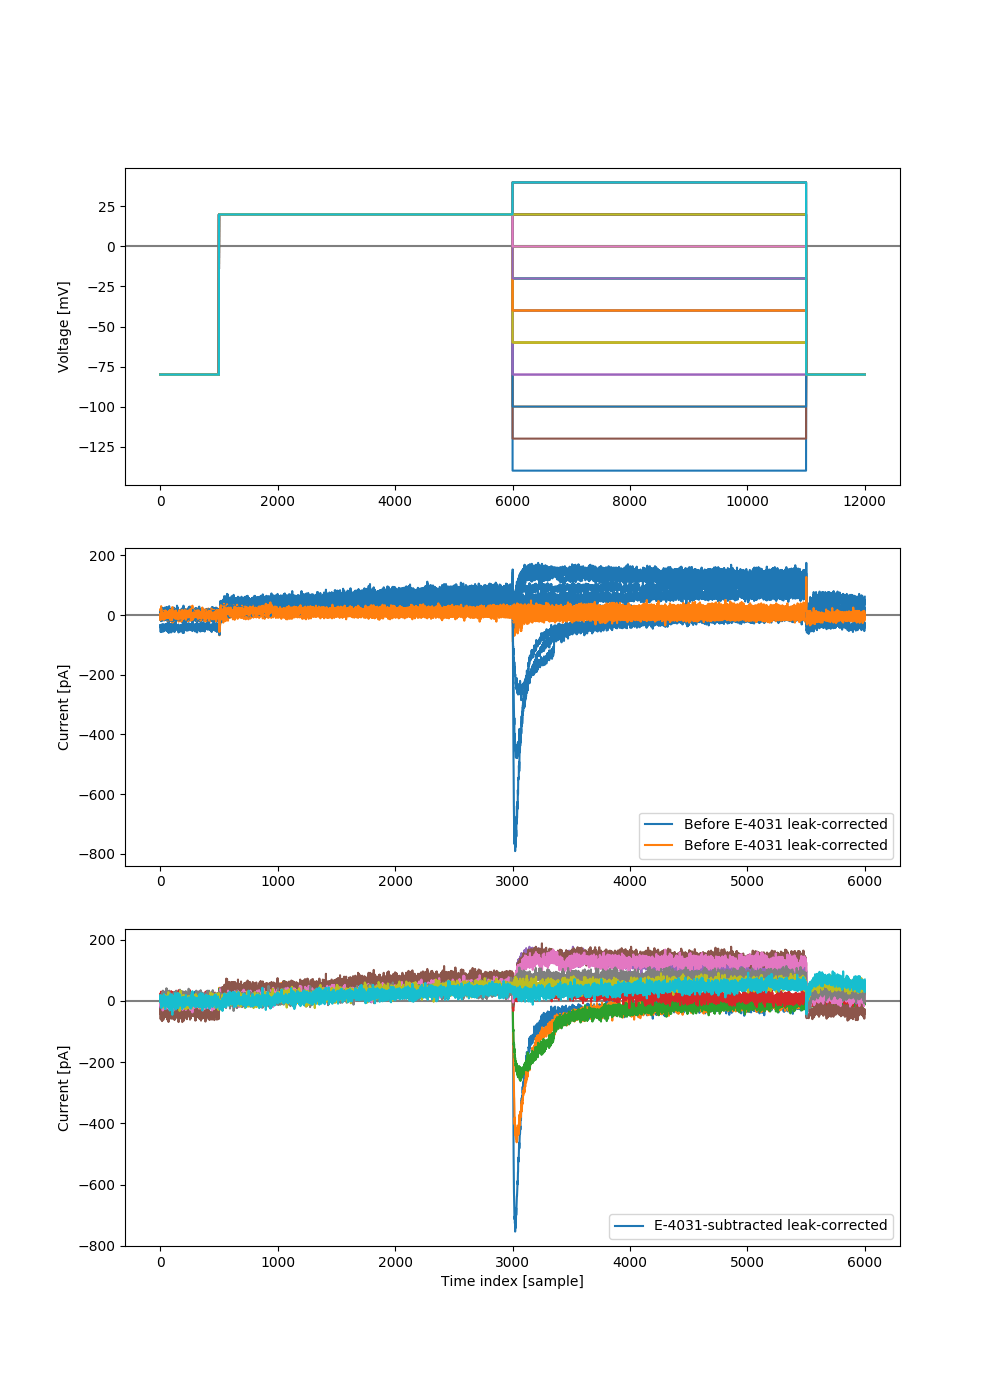 25
0
−25
−50
−75
−100
−125
Voltage [mV]
0 2000 4000 6000 8000 10000 12000
200
0
−200
−400
−600
−800
Current [pA]
Before E-4031 leak-corrected
Before E-4031 leak-corrected
0 1000 2000 3000 4000 5000 6000
200
0
−200
−400
−600
−800
Current [pA]
E-4031-subtracted leak-corrected
0 1000 2000 3000 4000 5000 6000
Time index [sample]